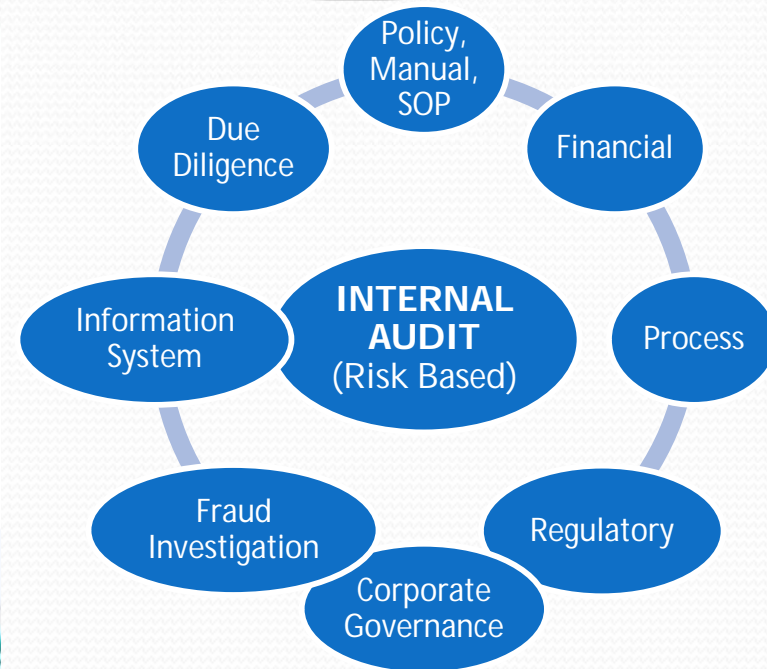 Policy,
Manual,
SOP
Financial
Process
Regulatory
Corporate
Governance
Fraud
Investigation
Information
System
Due
Diligence
INTERNAL
AUDIT
(Risk Based)